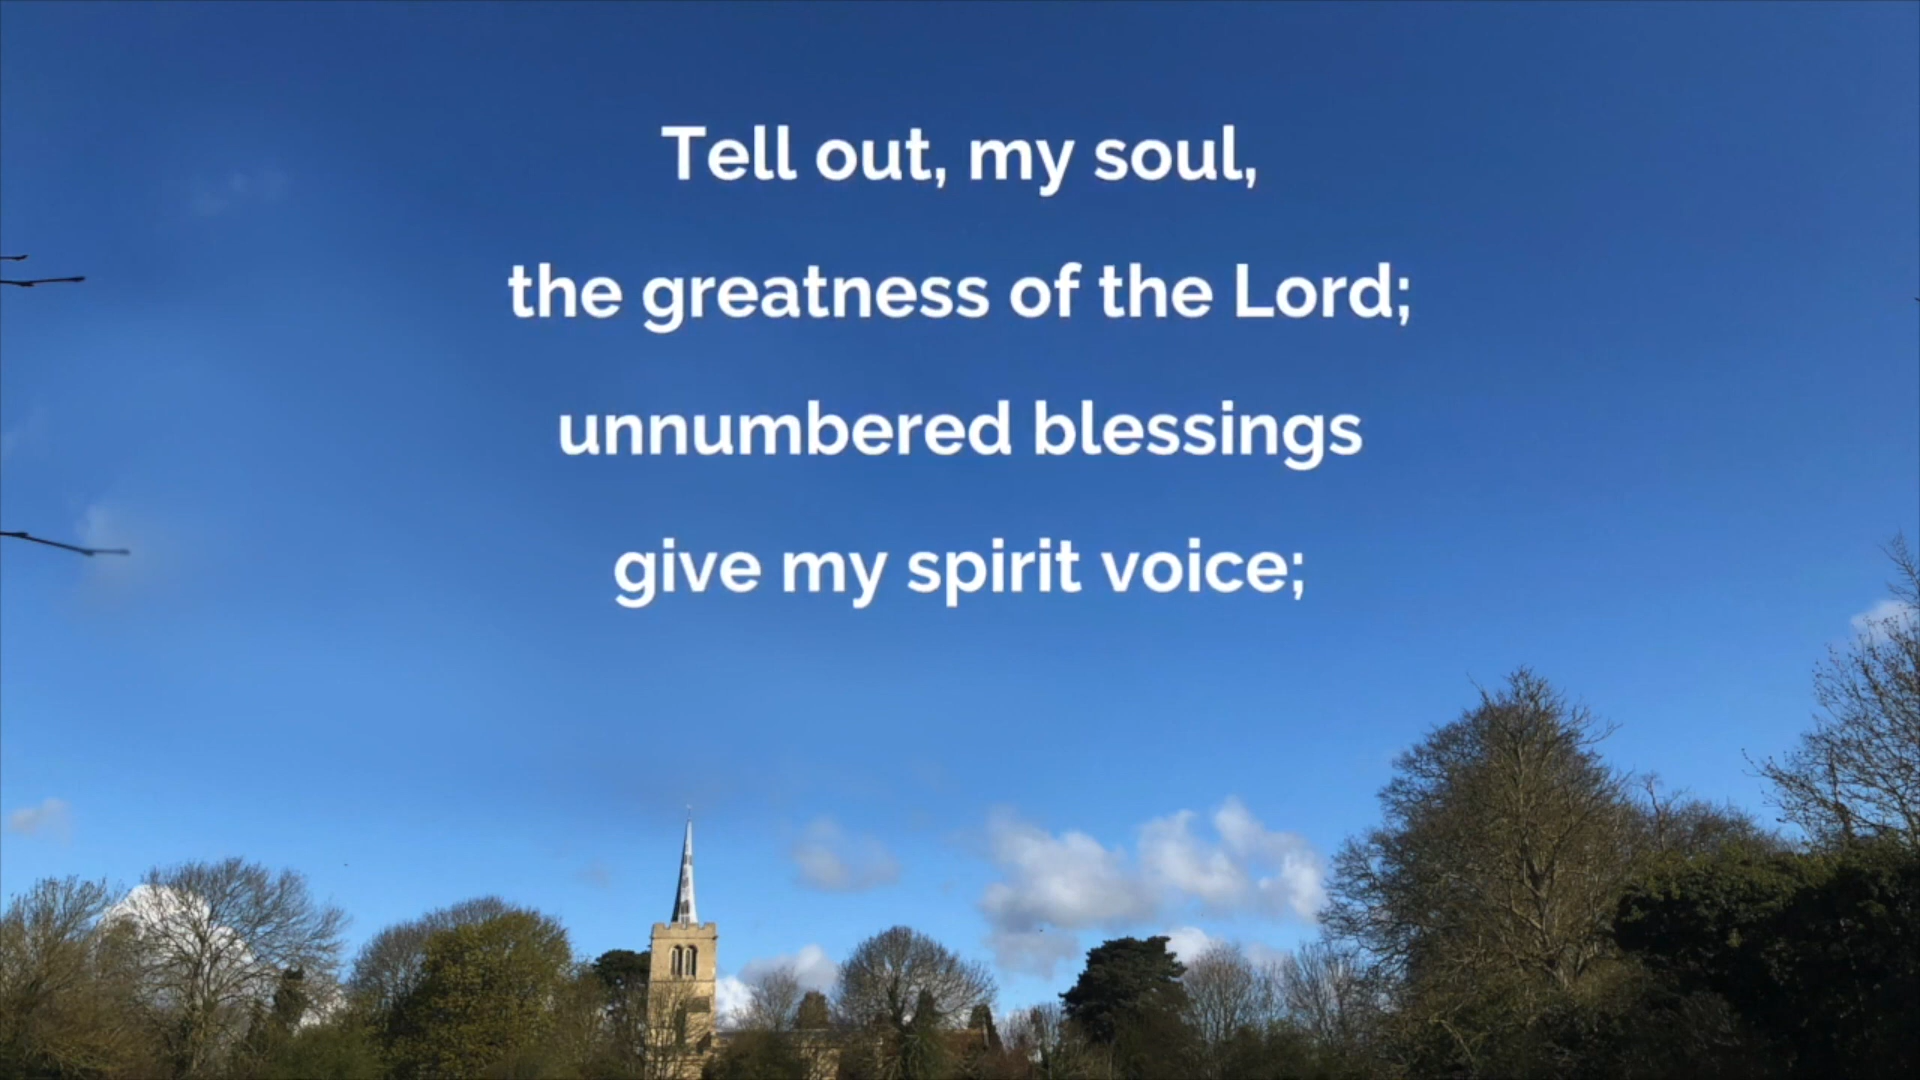 Tell out, my soul,
the greatness of the Lord;
unnumbered blessings
give my spirit voice;